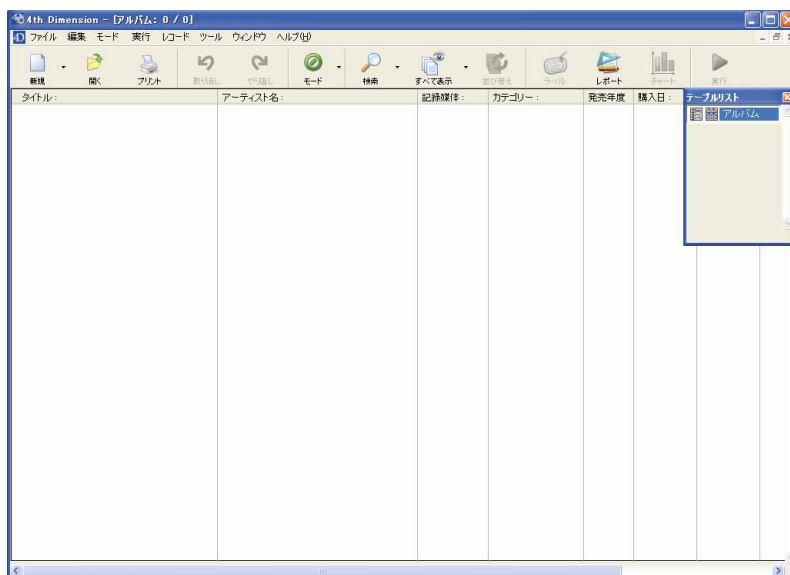 4th Dimension - [アルバム: 0 / 0]
ファイル 編集 モード 実行 レコード ツール ウィンドウ ヘルプ(H)
新規 開く プリント 取り消し やり直し モード 検索 すべて表示 並び替え ラベル レポート チャート 実行
タイトル: アーティスト名: 記録媒体: カテゴリー: 発売年度 購入日:
テーブルリスト
アルバム